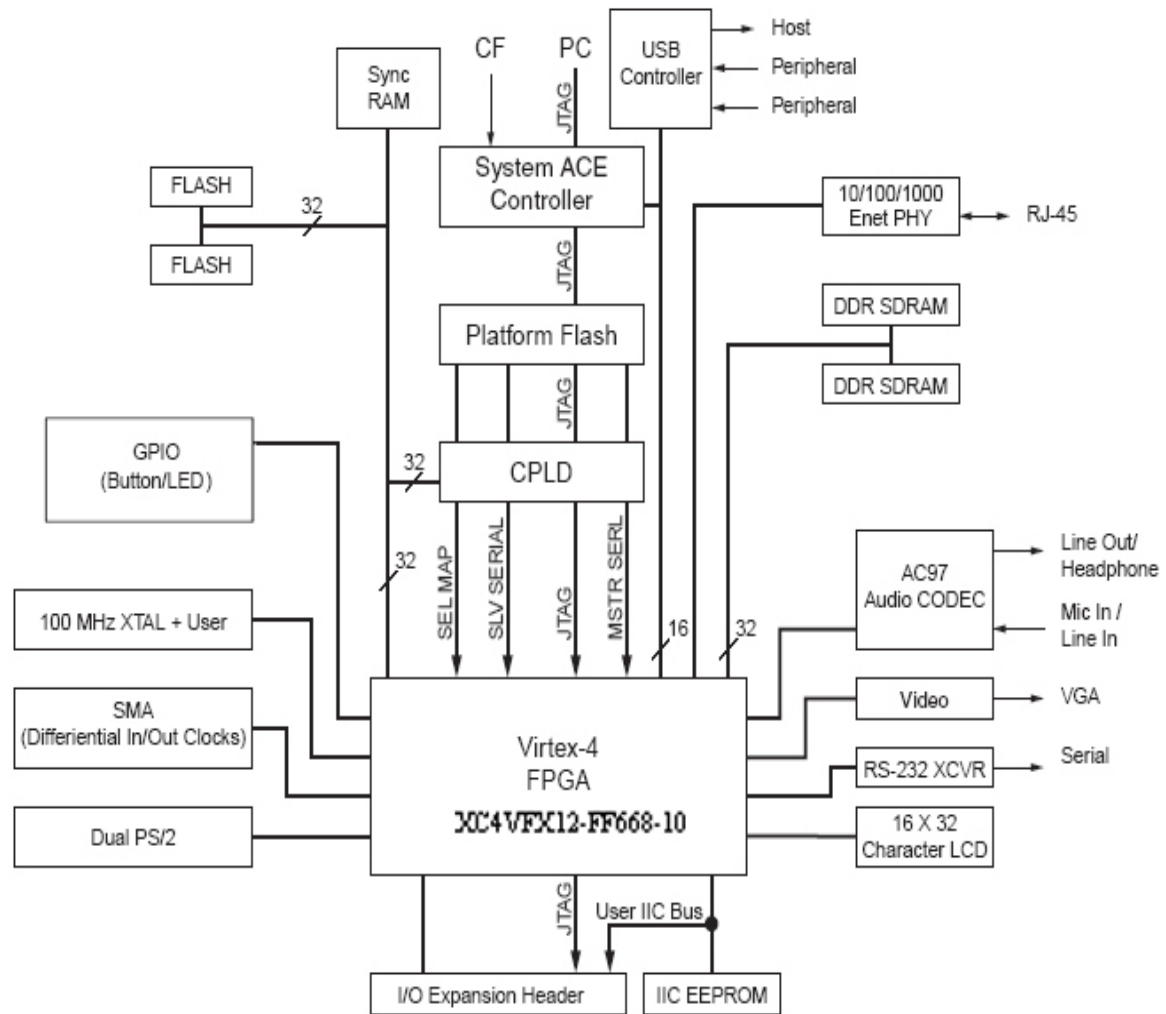 CF
PC
USB
Controller
Host
Peripheral
Peripheral
Sync
RAM
JTAG
System ACE
Controller
FLASH
32
FLASH
10/100/1000
Enet PHY
RJ-45
JTAG
Platform Flash
DDR SDRAM
DDR SDRAM
JTAG
GPIO
(Button/LED)
32
CPLD
32
SEL MAP
SLV SERIAL
JTAG
MSTR SERL
16
32
AC97
Audio CODEC
Line Out/
Headphone
Mic In /
Line In
100 MHz XTAL + User
SMA
(Differiential In/Out Clocks)
Dual PS/2
Virtex-4
FPGA
XC4VFX12-FF668-10
Video
VGA
RS-232 XCVR
Serial
16 X 32
Character LCD
JTAG
User IIC Bus
I/O Expansion Header
IIC EEPROM